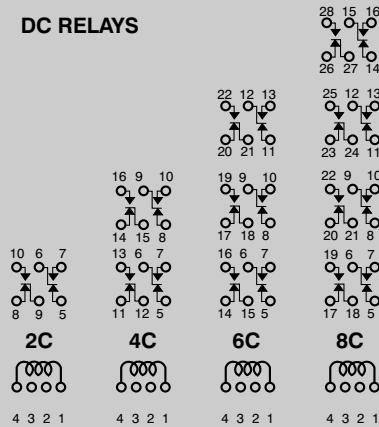 DC RELAYS
28 15 16
26 27 14
22 12 13
25 12 13
20 21 11
23 24 11
16 9 10
19 9 10
22 9 10
14 15 8
17 18 8
20 21 8
10 6 7
13 6 7
16 6 7
19 6 7
8 9 5
11 12 5
14 15 5
17 18 5
2C
4C
6C
8C
4 3 2 1
4 3 2 1
4 3 2 1
4 3 2 1